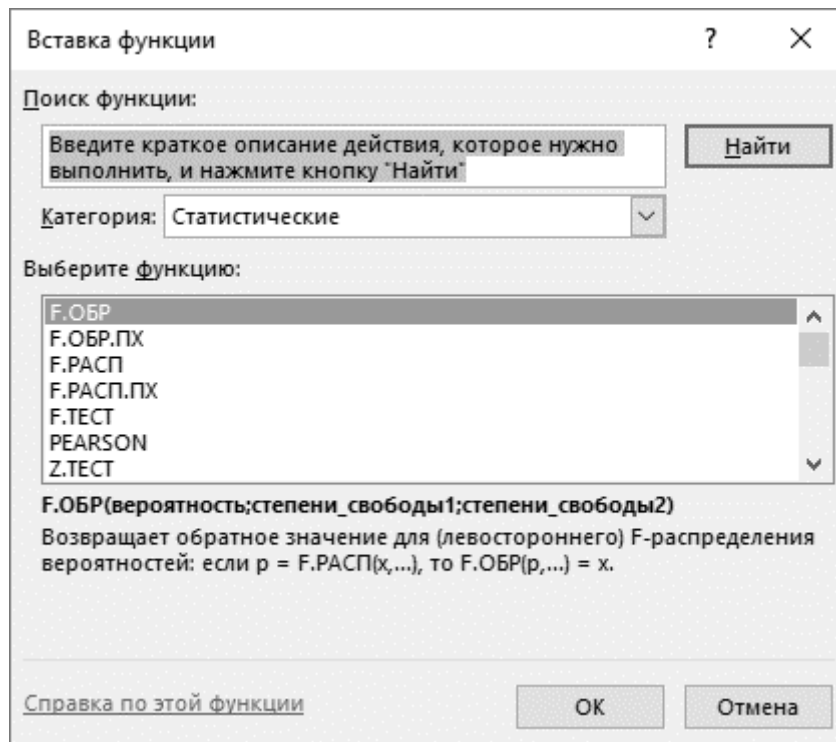 Вставка функции ? ×
Поиск функции:
Введите краткое описание действия, которое нужно
выполнить, и нажмите кнопку "Найти"
Найти
Категория: Статистические
Выберите функцию:
F.ОБР
F.ОБР.ПХ
F.РАСП
F.РАСП.ПХ
F.ТЕСТ
PEARSON
Z.ТЕСТ
F.ОБР(вероятность;степени_свободы1;степени_свободы2)
Возвращает обратное значение для (левостороннего) F-распределения
вероятностей: если p = F.РАСП(x,...), то F.ОБР(p,...) = x.
Справка по этой функции
ОК
Отмена